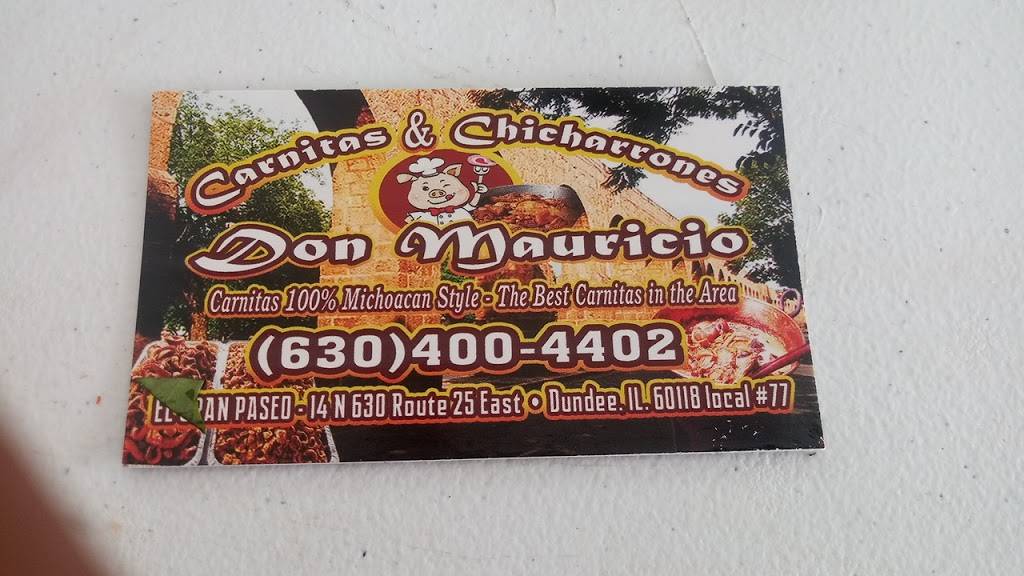 Carnitas & Chicharrones
Don Mauricio
Carnitas 100% Michoacan Style - The Best Carnitas in the Area
(630)400-4402
PASEO - 14 N 630 Route 25 East • Dundee. IL. 60118 local #77